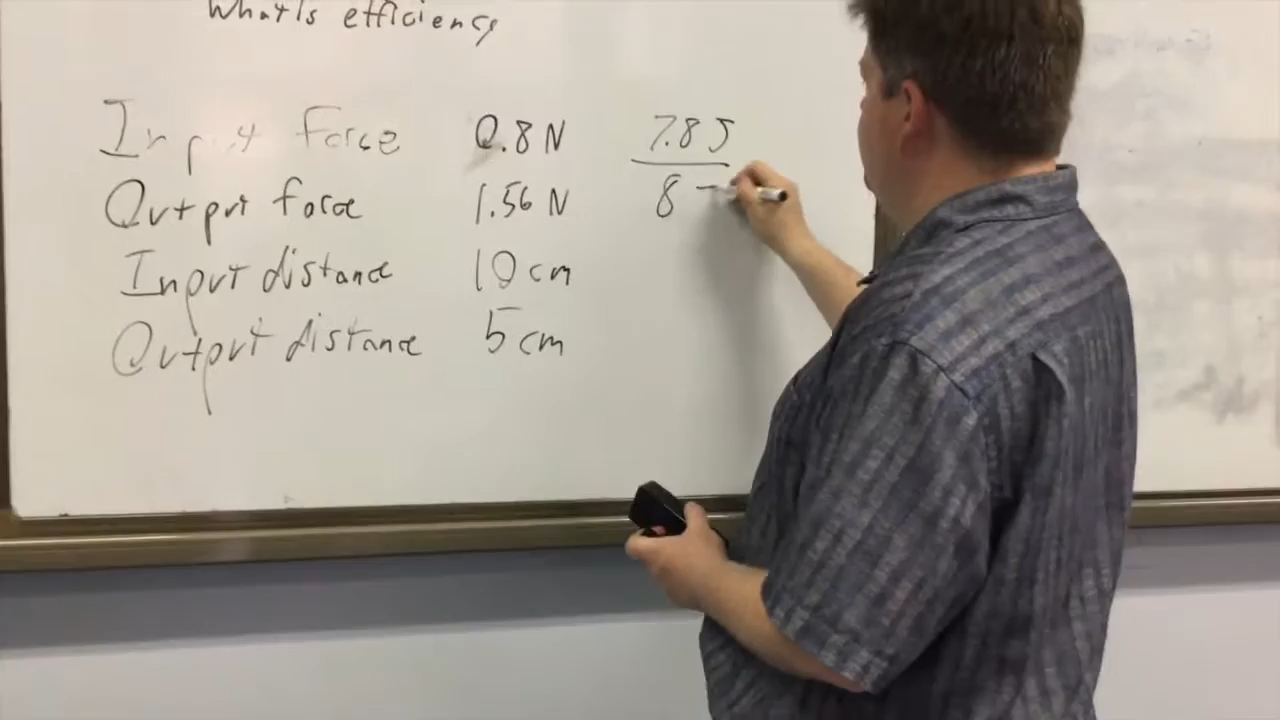 What Is efficiency
Input Force 0.8 N
Output force 1.56 N
Input distance 10 cm
Output distance 5 cm
7.8 J
8